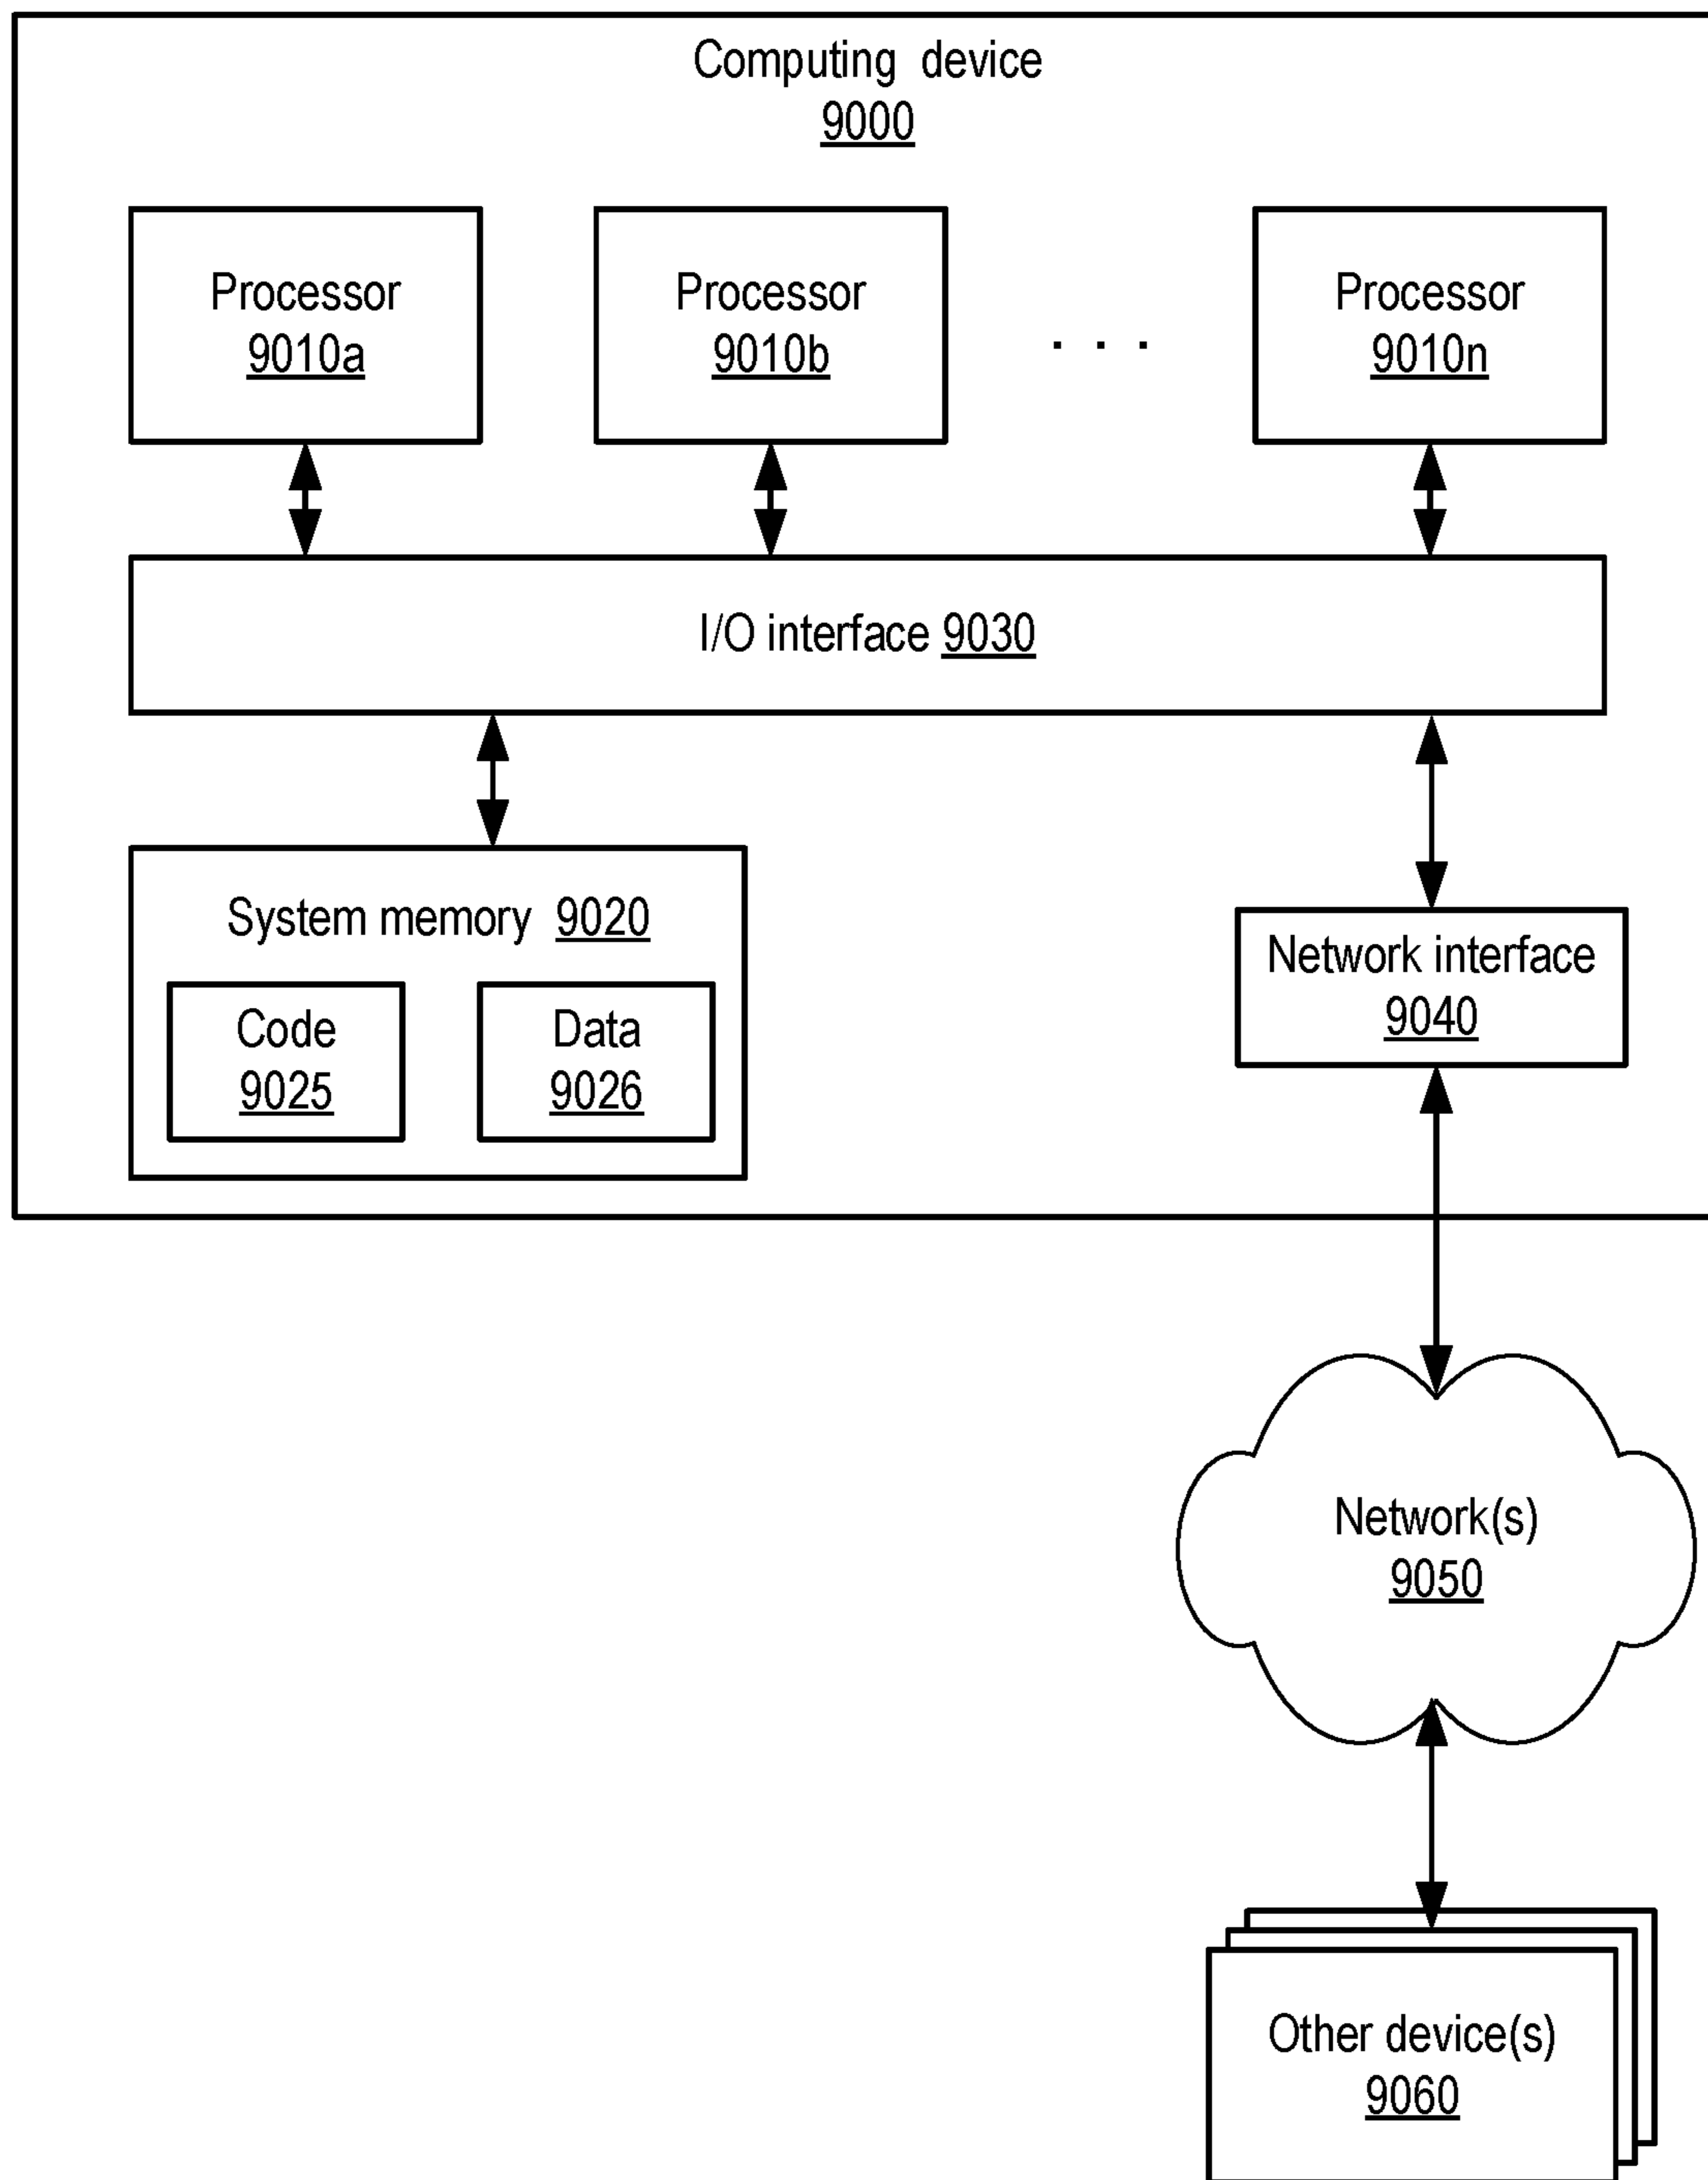 Computing device
9000
Processor
9010a
Processor
9010b
. . .
Processor
9010n
I/O interface 9030
System memory 9020
Code
9025
Data
9026
Network interface
9040
Network(s)
9050
Other device(s)
9060